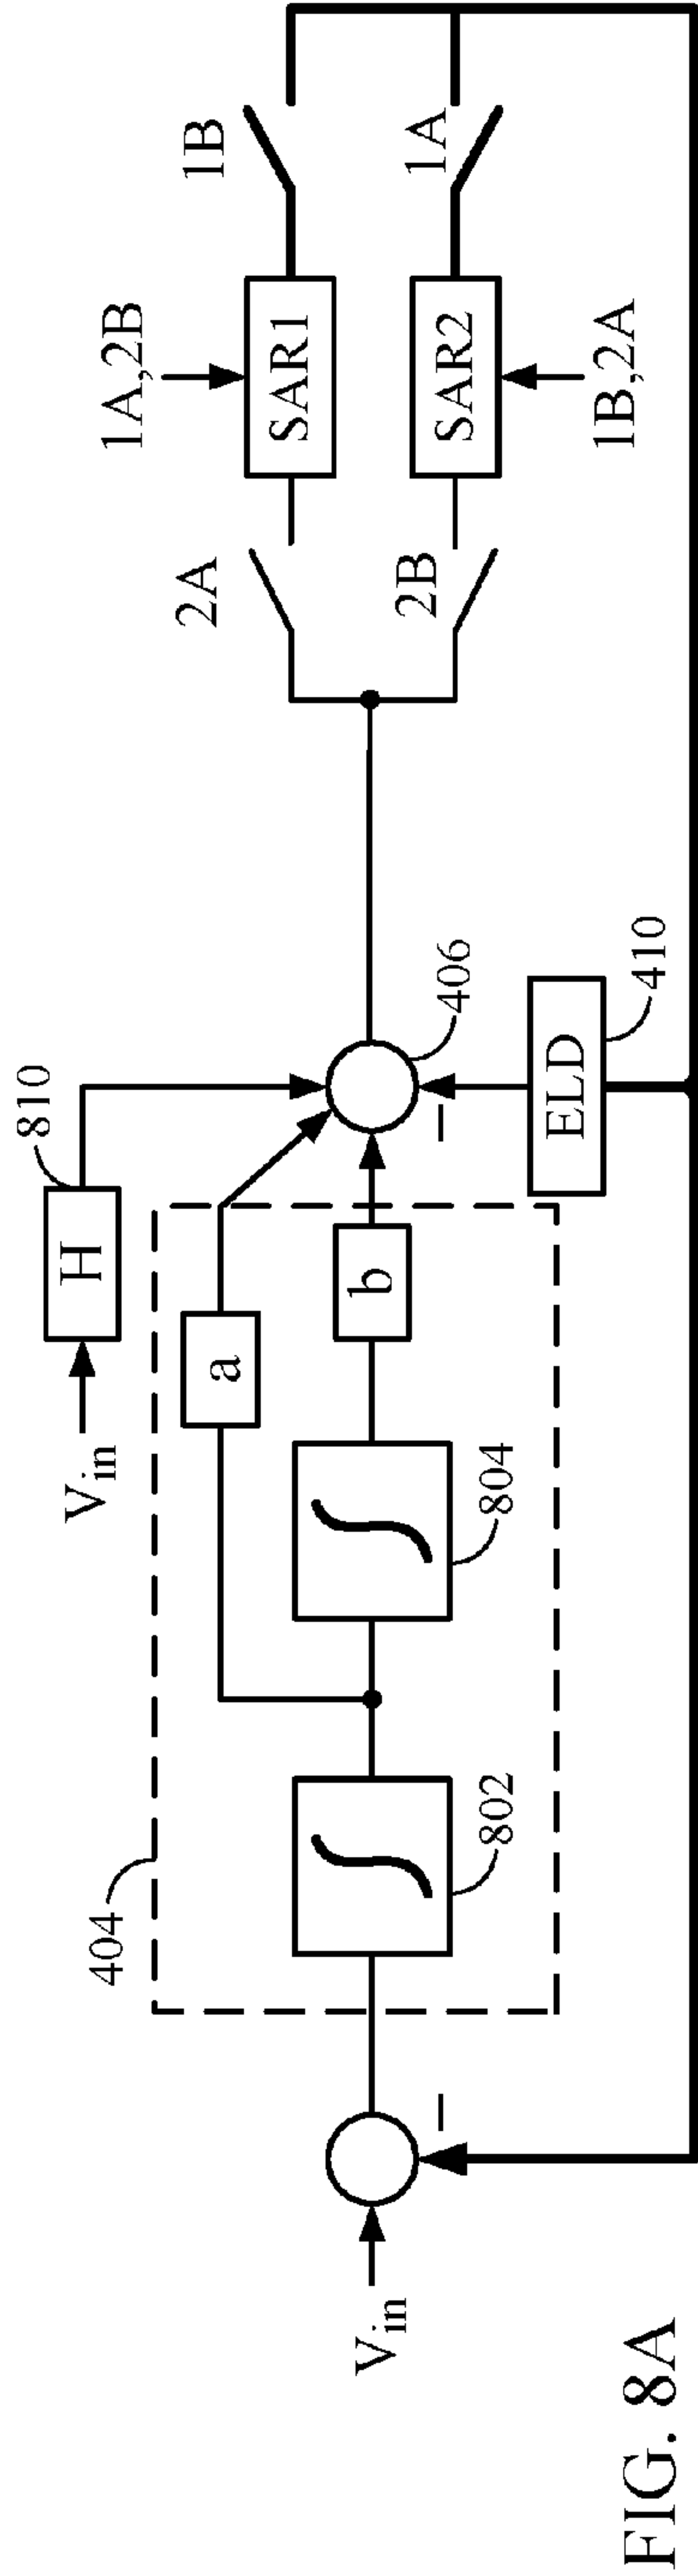 V_in
404
802
804
a
b
V_in
H
810
406
ELD
410
2A
2B
1A,2B
SAR1
SAR2
1B,2A
1B
1A
FIG. 8A